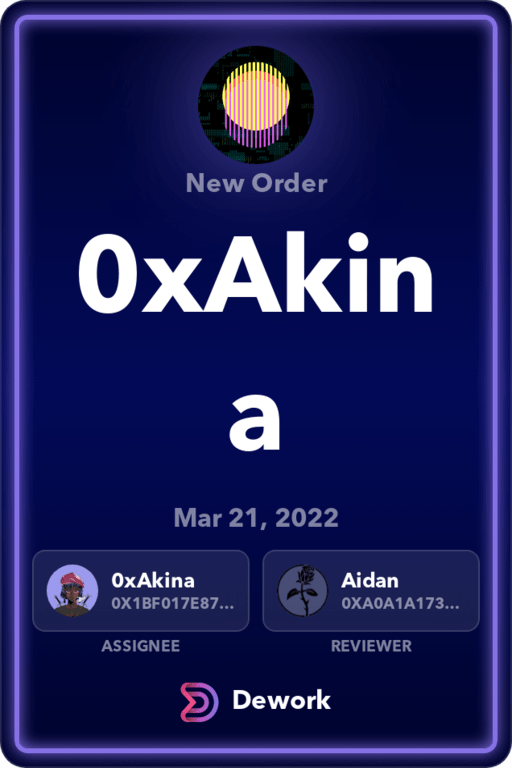 New Order
0xAkin
a
Mar 21, 2022
0xAkina
0X1BF017E87...
ASSIGNEE
Aidan
0XA0A1A173...
REVIEWER
Dework